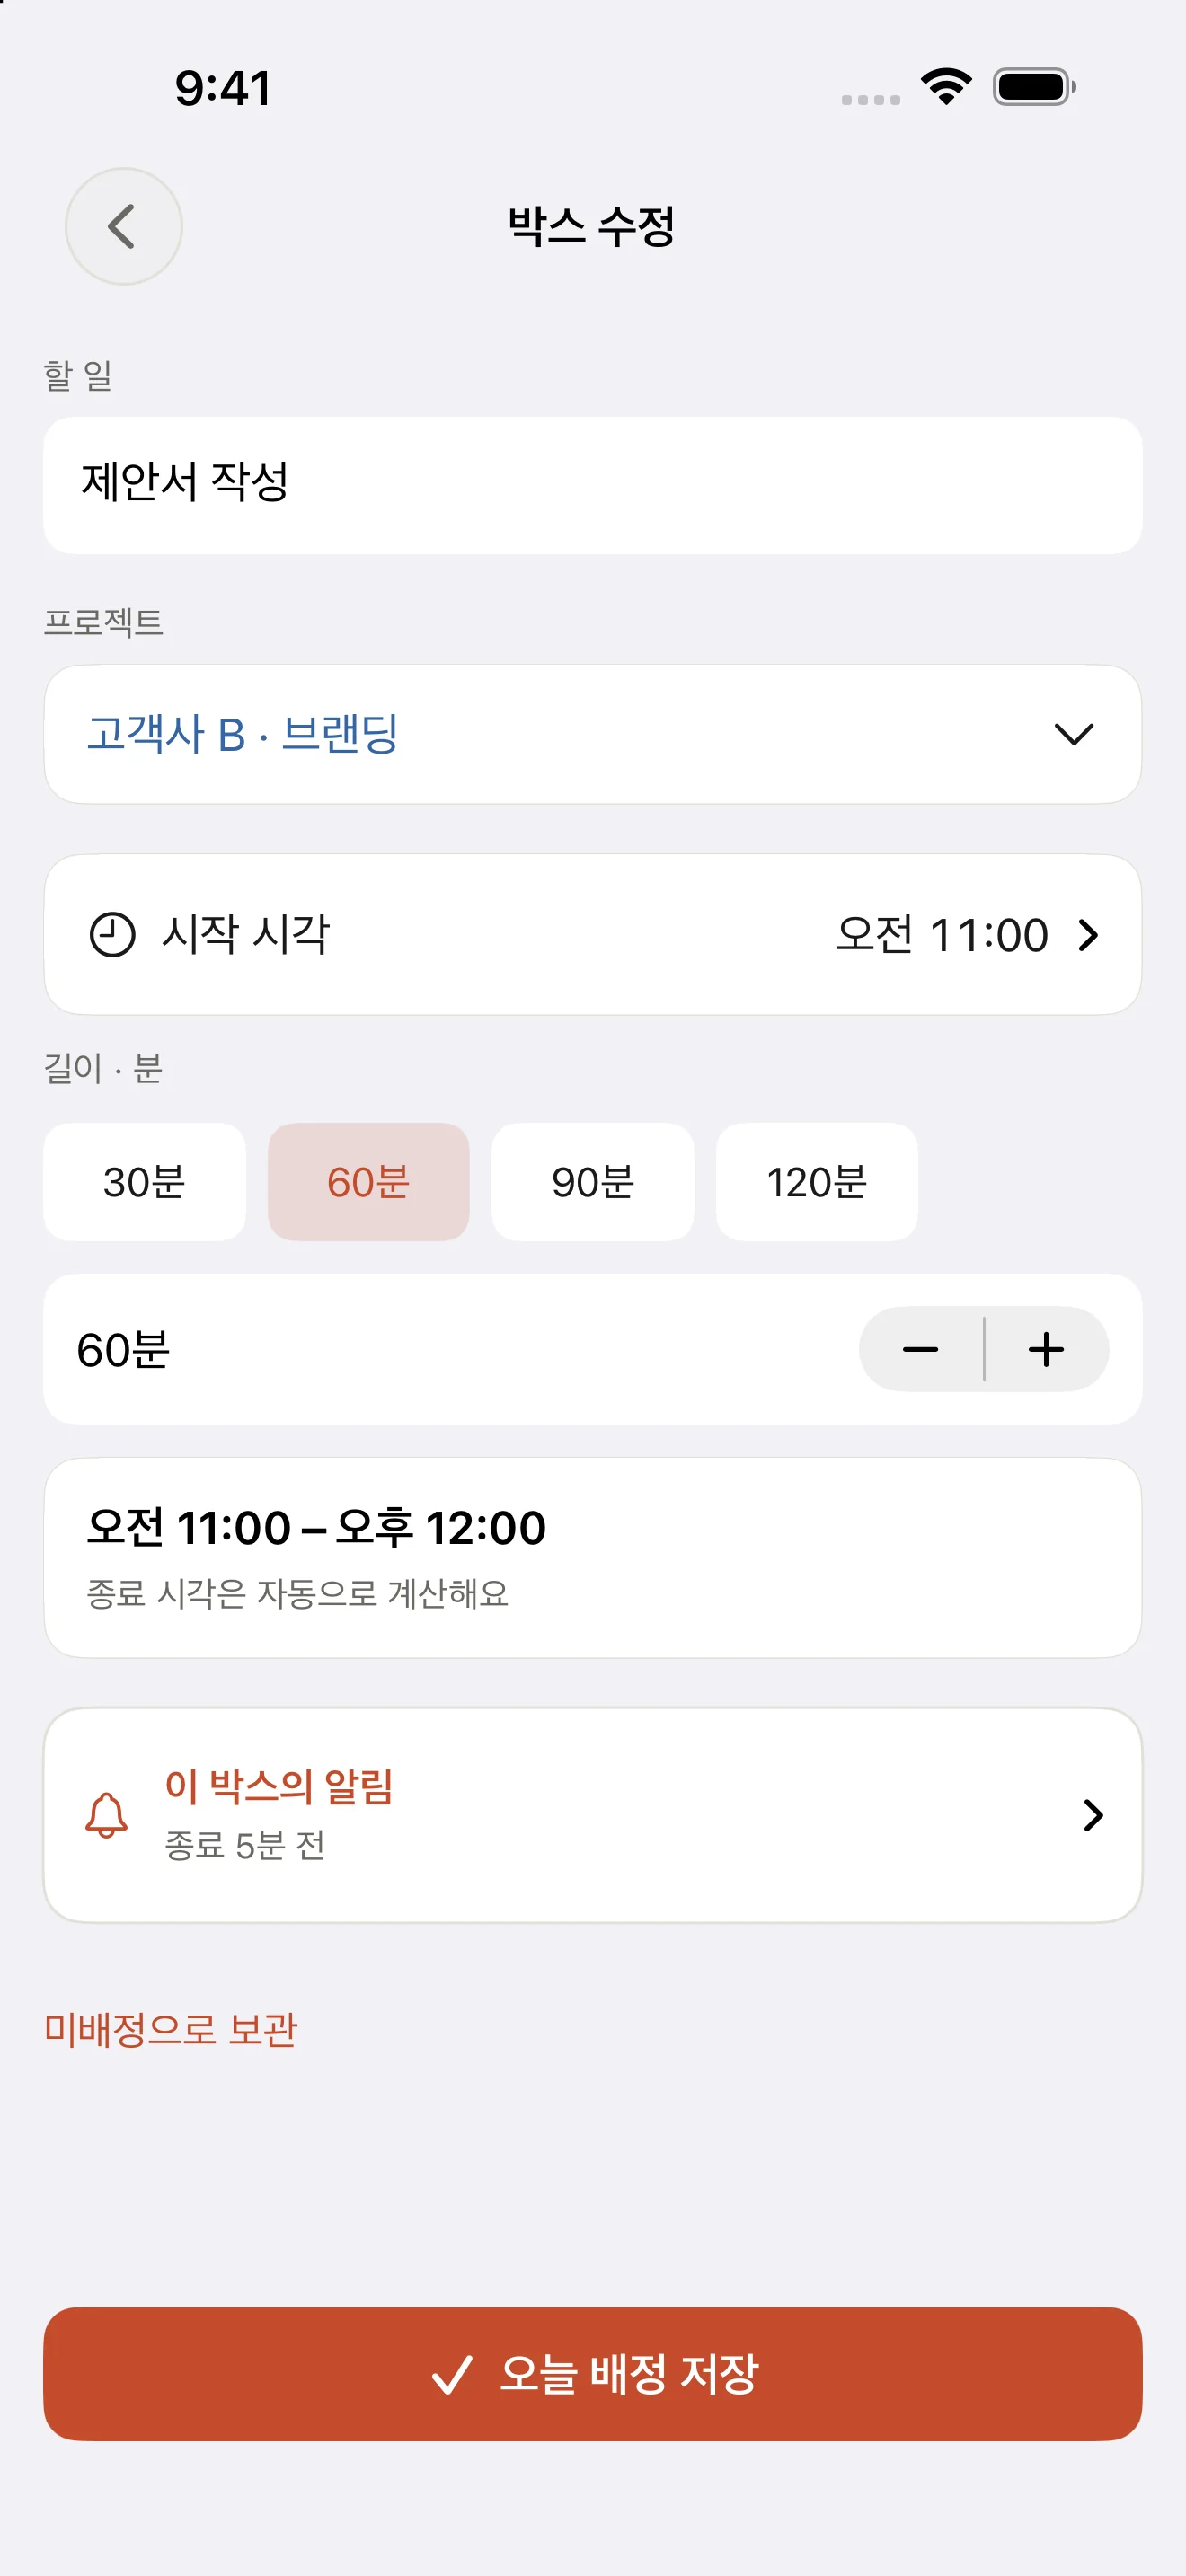 9:41
박스 수정
할 일
제안서 작성
프로젝트
고객사 B · 브랜딩
시작 시각 오전 11:00
길이 · 분
30분 60분 90분 120분
60분
오전 11:00 – 오후 12:00
종료 시각은 자동으로 계산해요
이 박스의 알림
종료 5분 전
미배정으로 보관
오늘 배정 저장